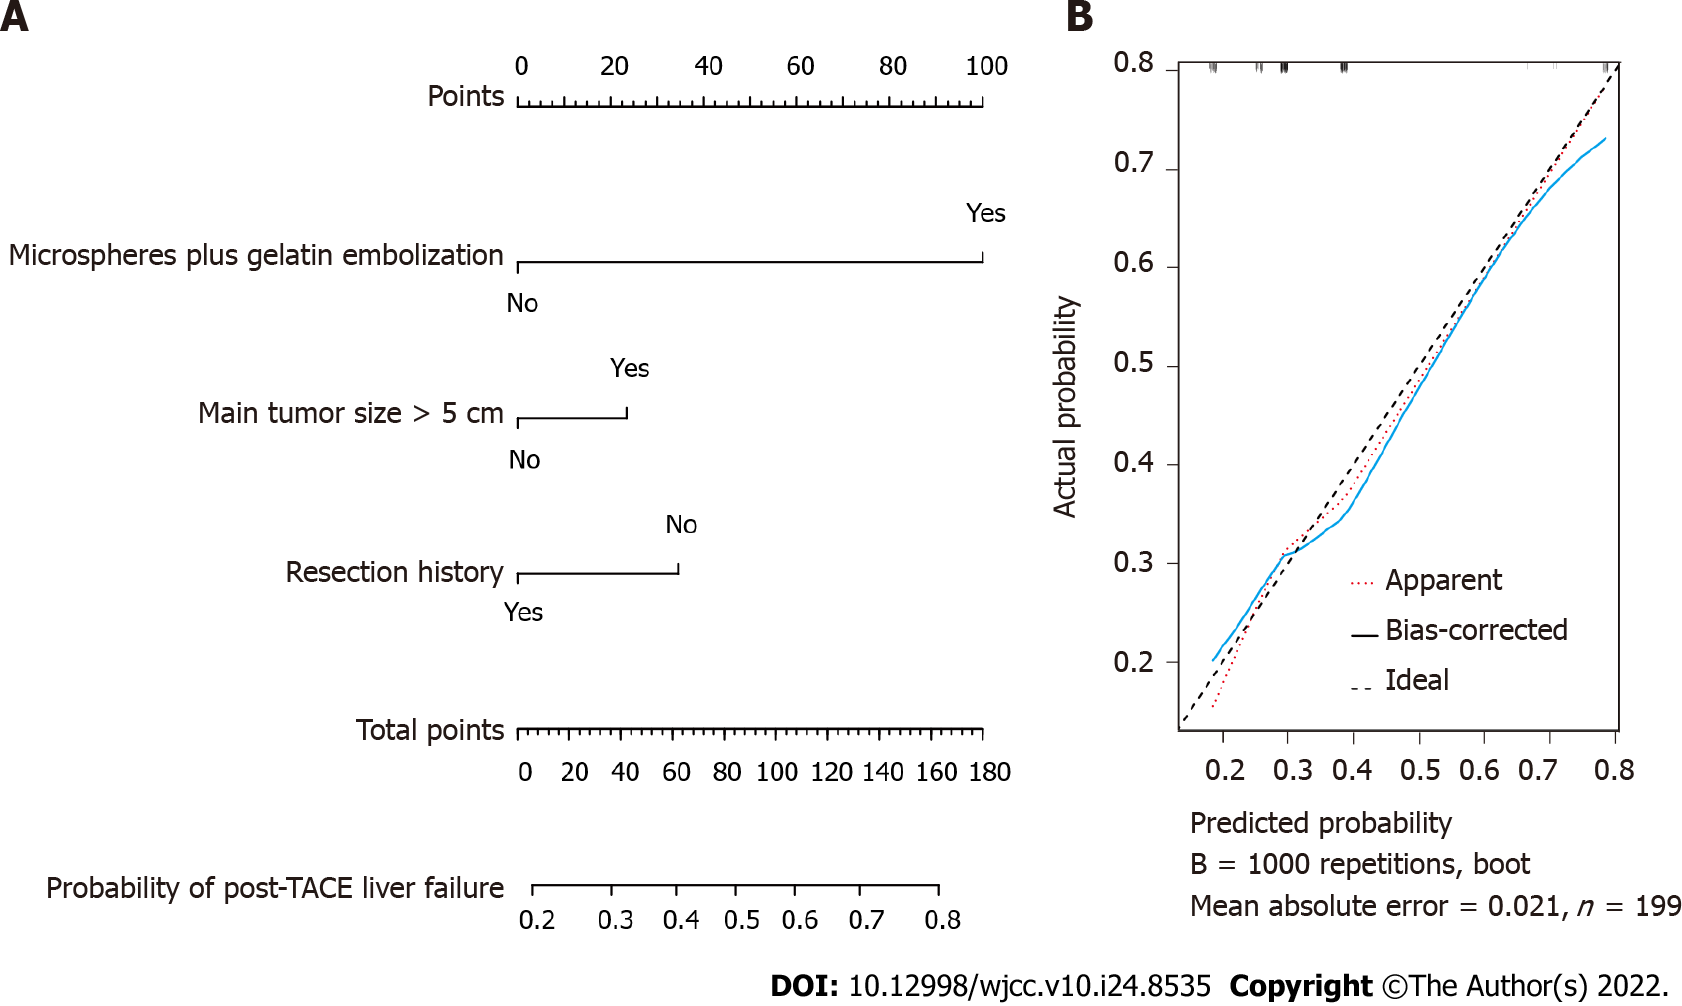 A
0 20 40 60 80 100
Points
Yes
Microspheres plus gelatin embolization
No
Yes
Main tumor size > 5 cm
No
No
Resection history
Yes
Total points
0 20 40 60 80 100 120 140 160 180
Probability of post-TACE liver failure
0.2 0.3 0.4 0.5 0.6 0.7 0.8
B
0.8
0.7
0.6
0.5
0.4
0.3
0.2
Actual probability
Apparent
Bias-corrected
Ideal
0.2 0.3 0.4 0.5 0.6 0.7 0.8
Predicted probability
B = 1000 repetitions, boot
Mean absolute error = 0.021, n = 199
DOI: 10.12998/wjcc.v10.i24.8535 Copyright ©The Author(s) 2022.